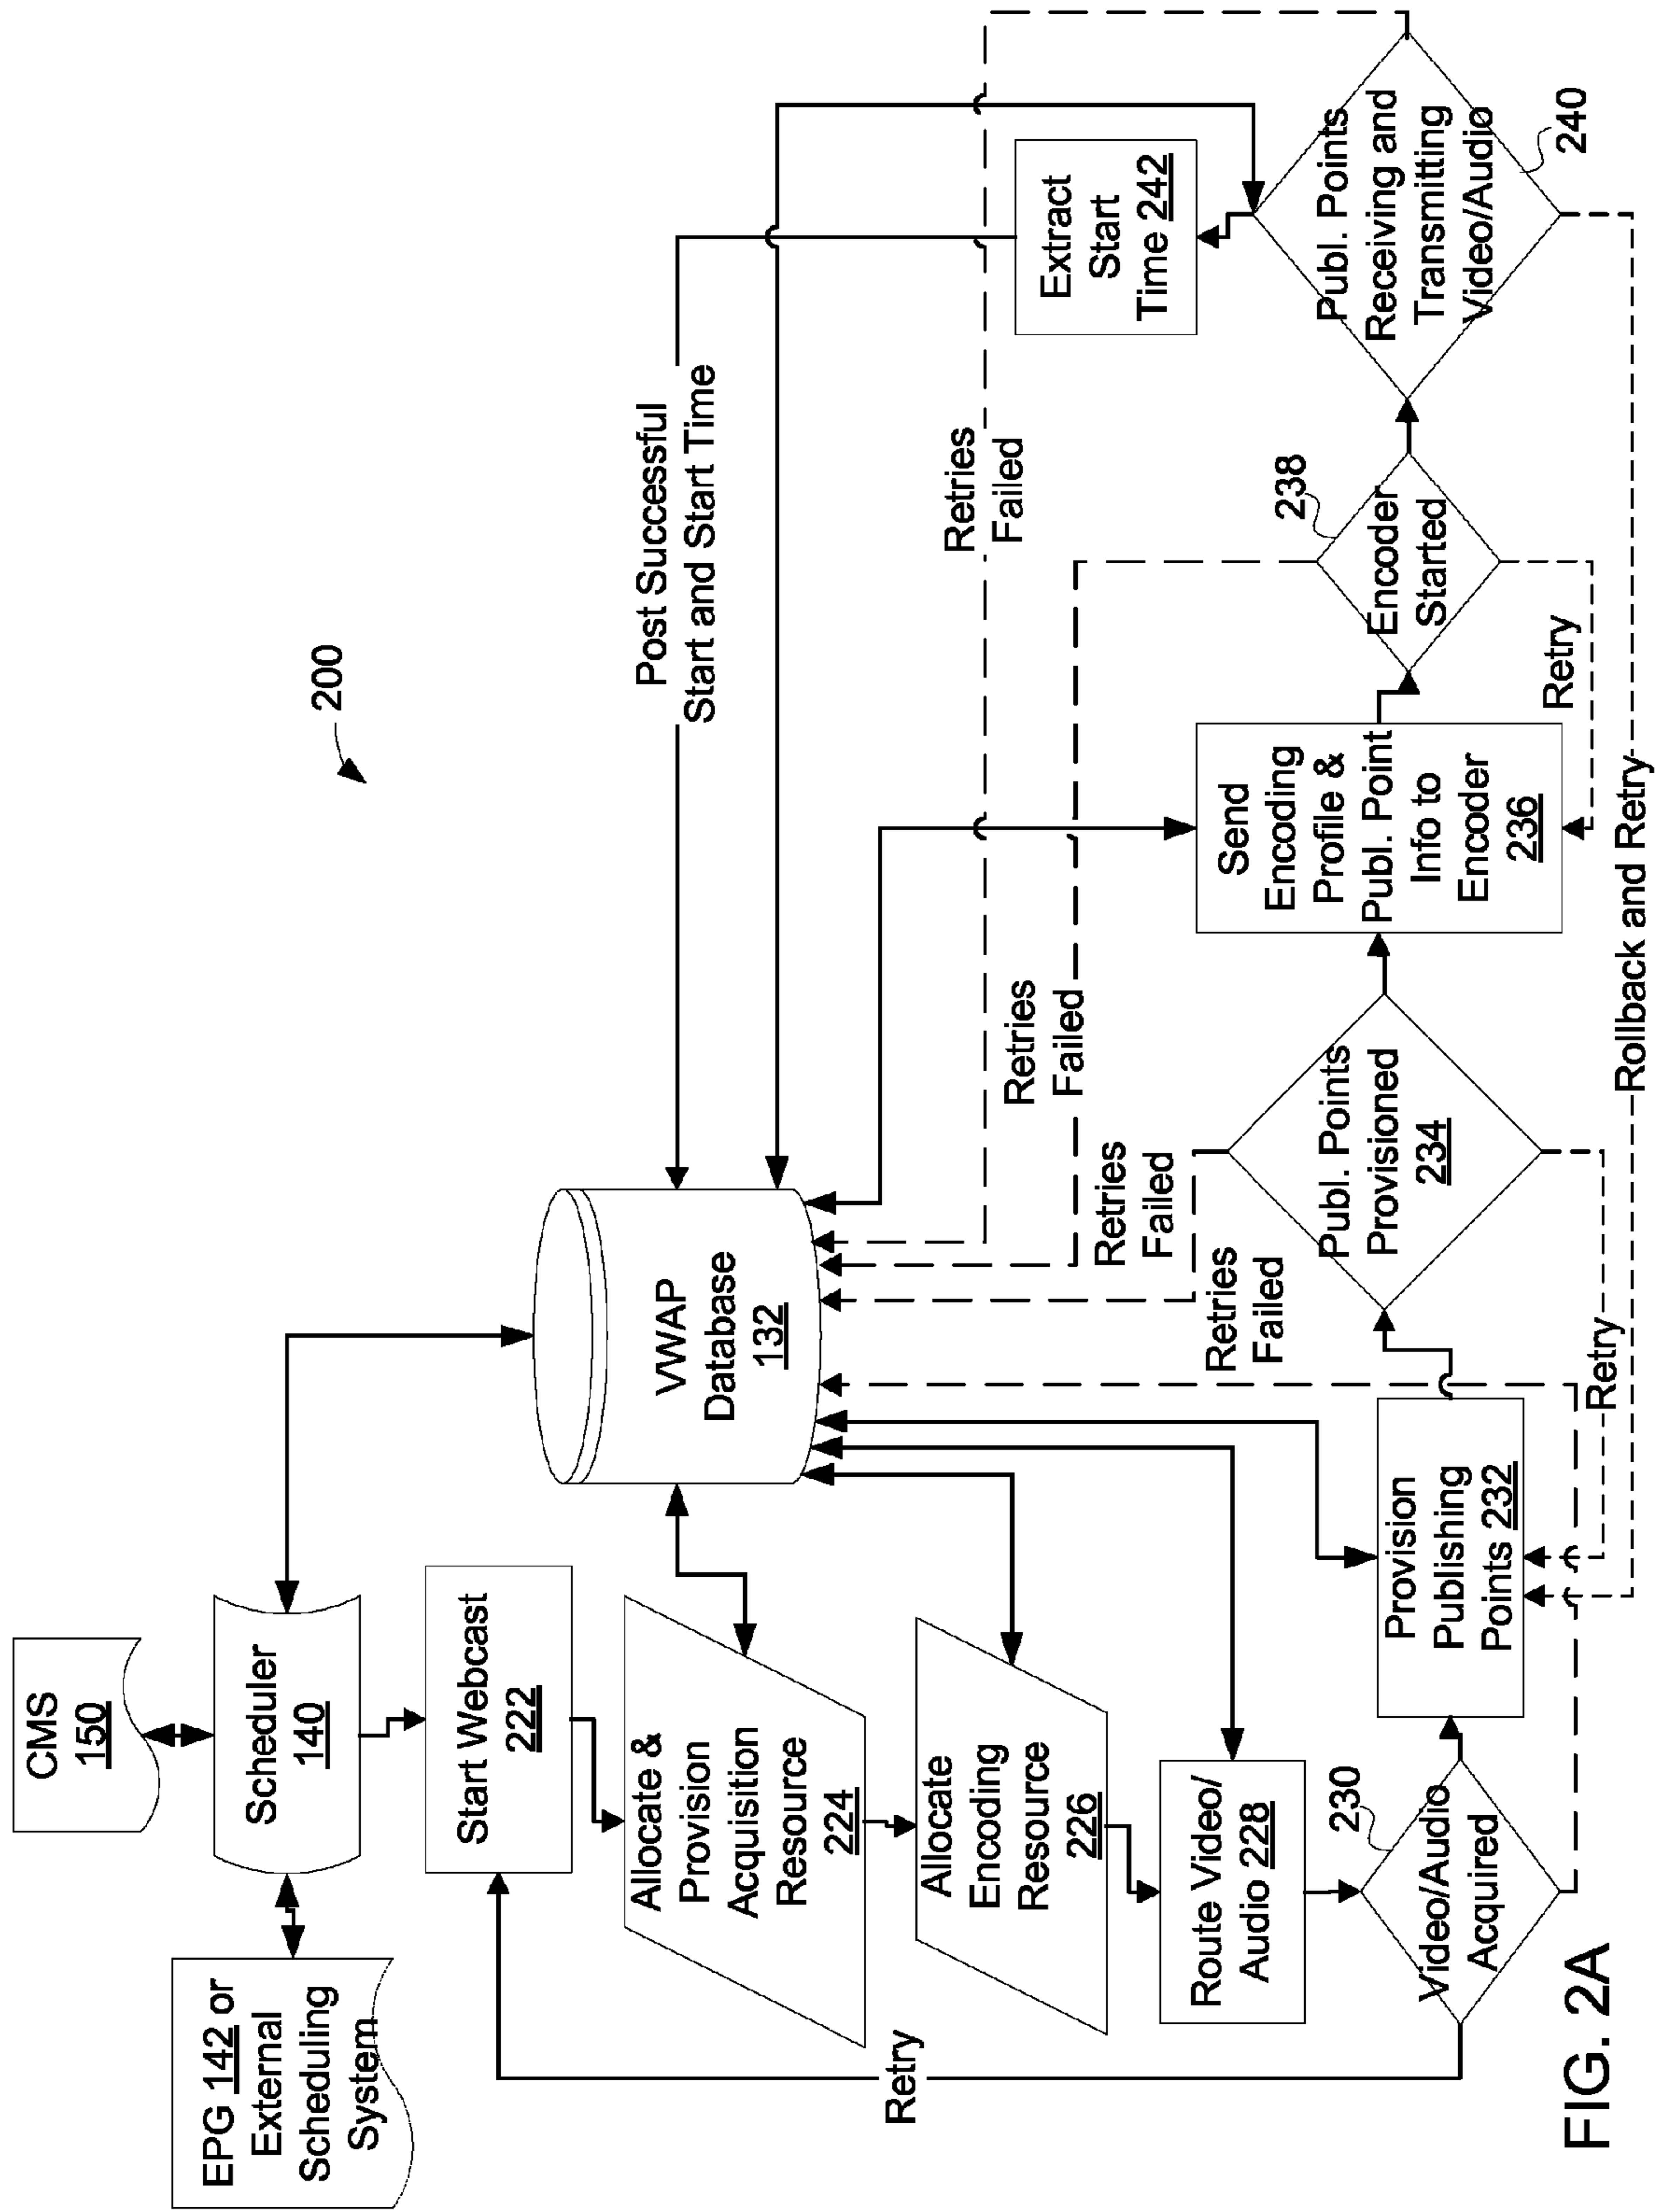 200
CMS
150
EPG 142 or
External
Scheduling
System
Scheduler
140
Start Webcast
222
Allocate &
Provision
Acquisition
Resource
224
Allocate
Encoding
Resource
226
Route Video/
Audio 228
Video/Audio
Acquired
230
Retry
VWAP
Database
132
Post Successful
Start and Start Time
Provision
Publishing
Points 232
Retries
Failed
Publ. Points
Provisioned
234
Retries
Failed
Retry
Send
Encoding
Profile &
Publ. Point
Info to
Encoder
236
Retries
Failed
Encoder
Started
238
Retry
Retries
Failed
Extract
Start
Time 242
Publ. Points
Receiving and
Transmitting
Video/Audio
240
Rollback and Retry
FIG. 2A